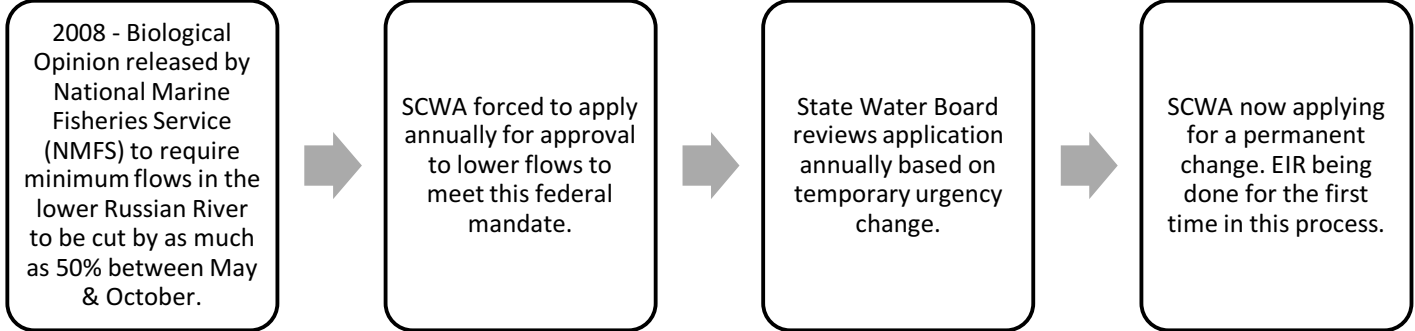 2008 - Biological
Opinion released by
National Marine
Fisheries Service
(NMFS) to require
minimum flows in the
lower Russian River
to be cut by as much
as 50% between May
& October.
SCWA forced to apply
annually for approval
to lower flows to
meet this federal
mandate.
State Water Board
reviews application
annually based on
temporary urgency
change.
SCWA now applying
for a permanent
change. EIR being
done for the first
time in this process.